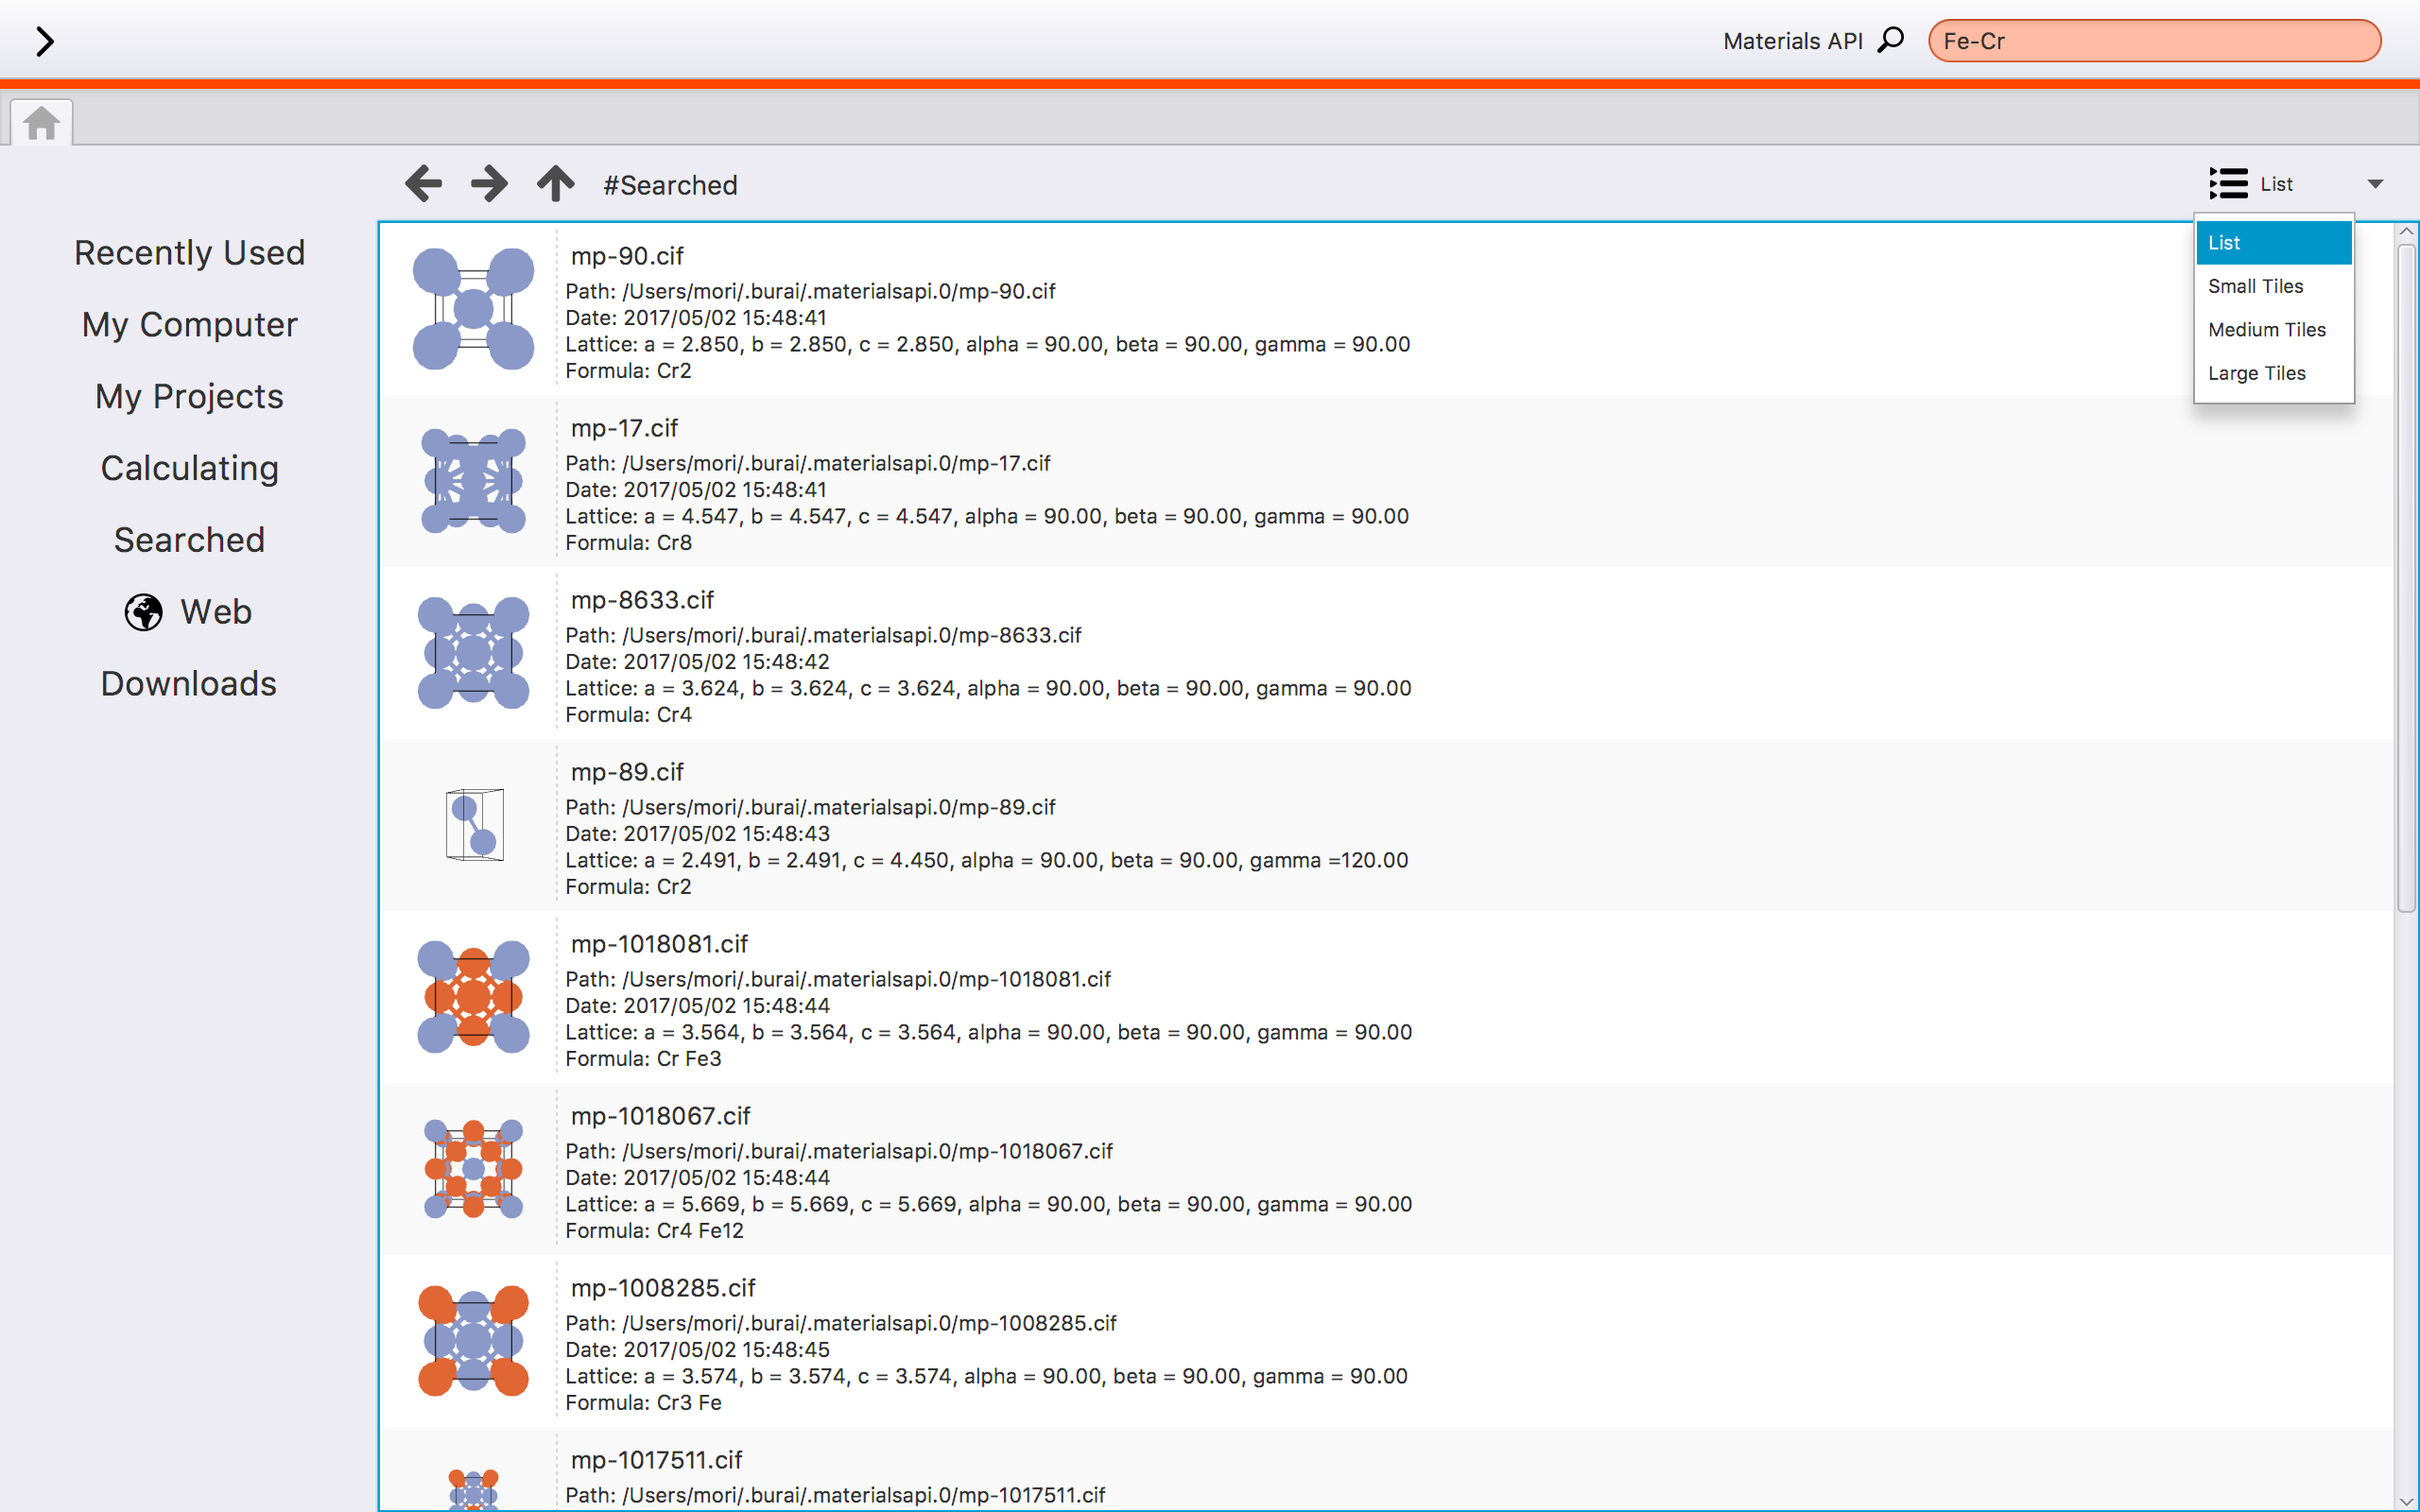 Materials API
Fe-Cr
#Searched
List
List
Small Tiles
Medium Tiles
Large Tiles
Recently Used
My Computer
My Projects
Calculating
Searched
Web
Downloads
mp-90.cif
Path: /Users/mori/.burai/.materialsapi.0/mp-90.cif
Date: 2017/05/02 15:48:41
Lattice: a = 2.850, b = 2.850, c = 2.850, alpha = 90.00, beta = 90.00, gamma = 90.00
Formula: Cr2
mp-17.cif
Path: /Users/mori/.burai/.materialsapi.0/mp-17.cif
Date: 2017/05/02 15:48:41
Lattice: a = 4.547, b = 4.547, c = 4.547, alpha = 90.00, beta = 90.00, gamma = 90.00
Formula: Cr8
mp-8633.cif
Path: /Users/mori/.burai/.materialsapi.0/mp-8633.cif
Date: 2017/05/02 15:48:42
Lattice: a = 3.624, b = 3.624, c = 3.624, alpha = 90.00, beta = 90.00, gamma = 90.00
Formula: Cr4
mp-89.cif
Path: /Users/mori/.burai/.materialsapi.0/mp-89.cif
Date: 2017/05/02 15:48:43
Lattice: a = 2.491, b = 2.491, c = 4.450, alpha = 90.00, beta = 90.00, gamma =120.00
Formula: Cr2
mp-1018081.cif
Path: /Users/mori/.burai/.materialsapi.0/mp-1018081.cif
Date: 2017/05/02 15:48:44
Lattice: a = 3.564, b = 3.564, c = 3.564, alpha = 90.00, beta = 90.00, gamma = 90.00
Formula: Cr Fe3
mp-1018067.cif
Path: /Users/mori/.burai/.materialsapi.0/mp-1018067.cif
Date: 2017/05/02 15:48:44
Lattice: a = 5.669, b = 5.669, c = 5.669, alpha = 90.00, beta = 90.00, gamma = 90.00
Formula: Cr4 Fe12
mp-1008285.cif
Path: /Users/mori/.burai/.materialsapi.0/mp-1008285.cif
Date: 2017/05/02 15:48:45
Lattice: a = 3.574, b = 3.574, c = 3.574, alpha = 90.00, beta = 90.00, gamma = 90.00
Formula: Cr3 Fe
mp-1017511.cif
Path: /Users/mori/.burai/.materialsapi.0/mp-1017511.cif